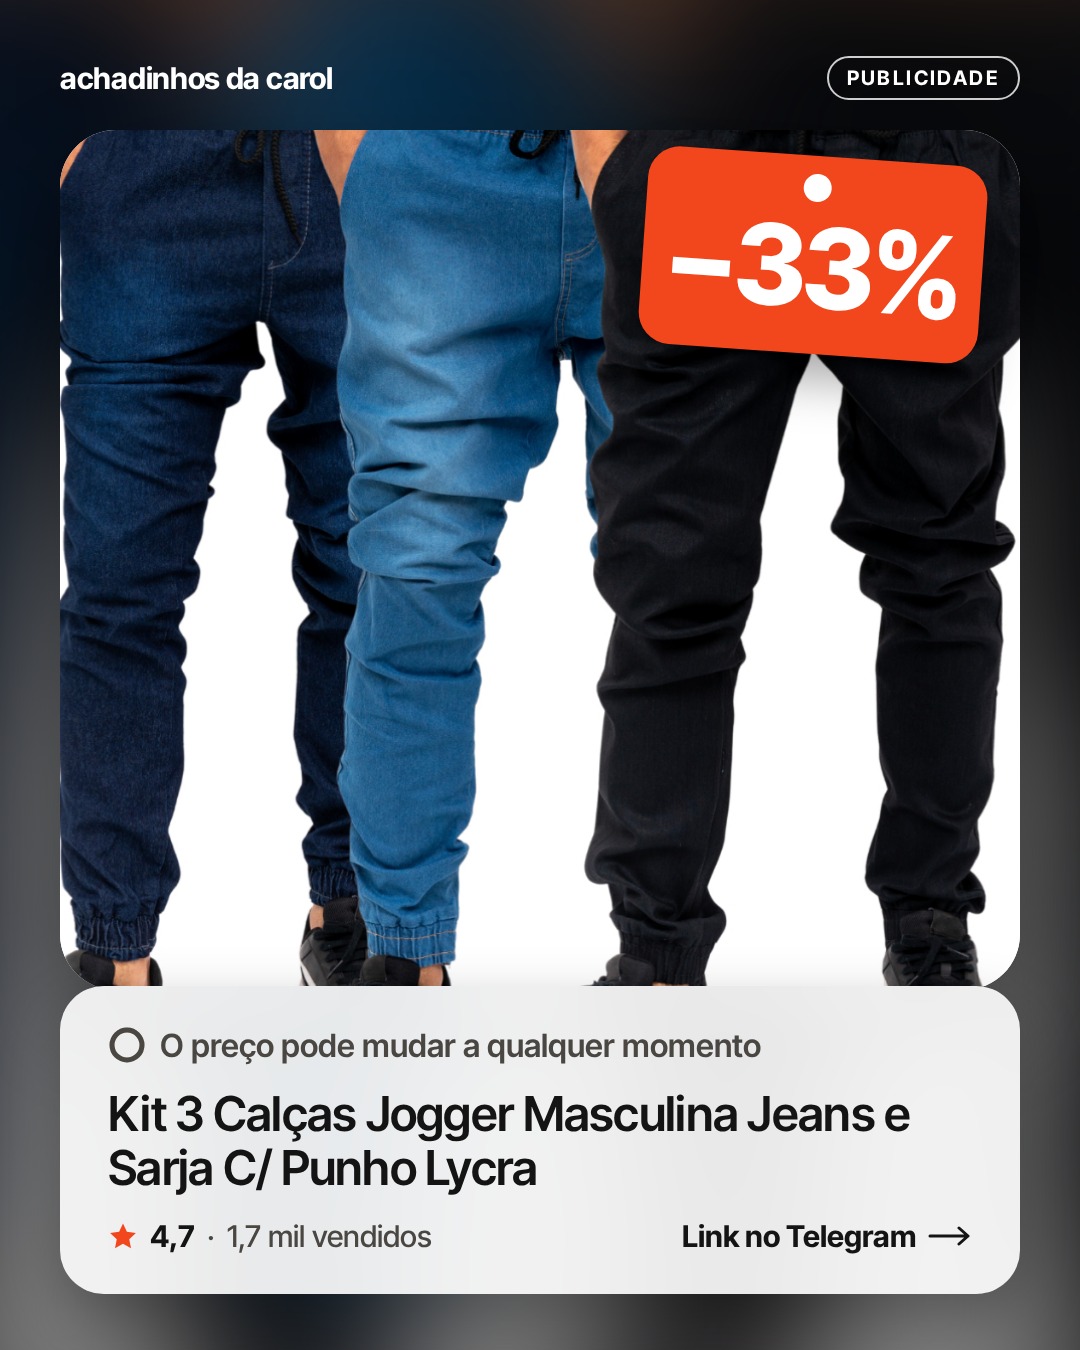 achadinhos da carol
PUBLICIDADE
-33%
O preço pode mudar a qualquer momento
Kit 3 Calças Jogger Masculina Jeans e
Sarja C/ Punho Lycra
4,7 · 1,7 mil vendidos
Link no Telegram →